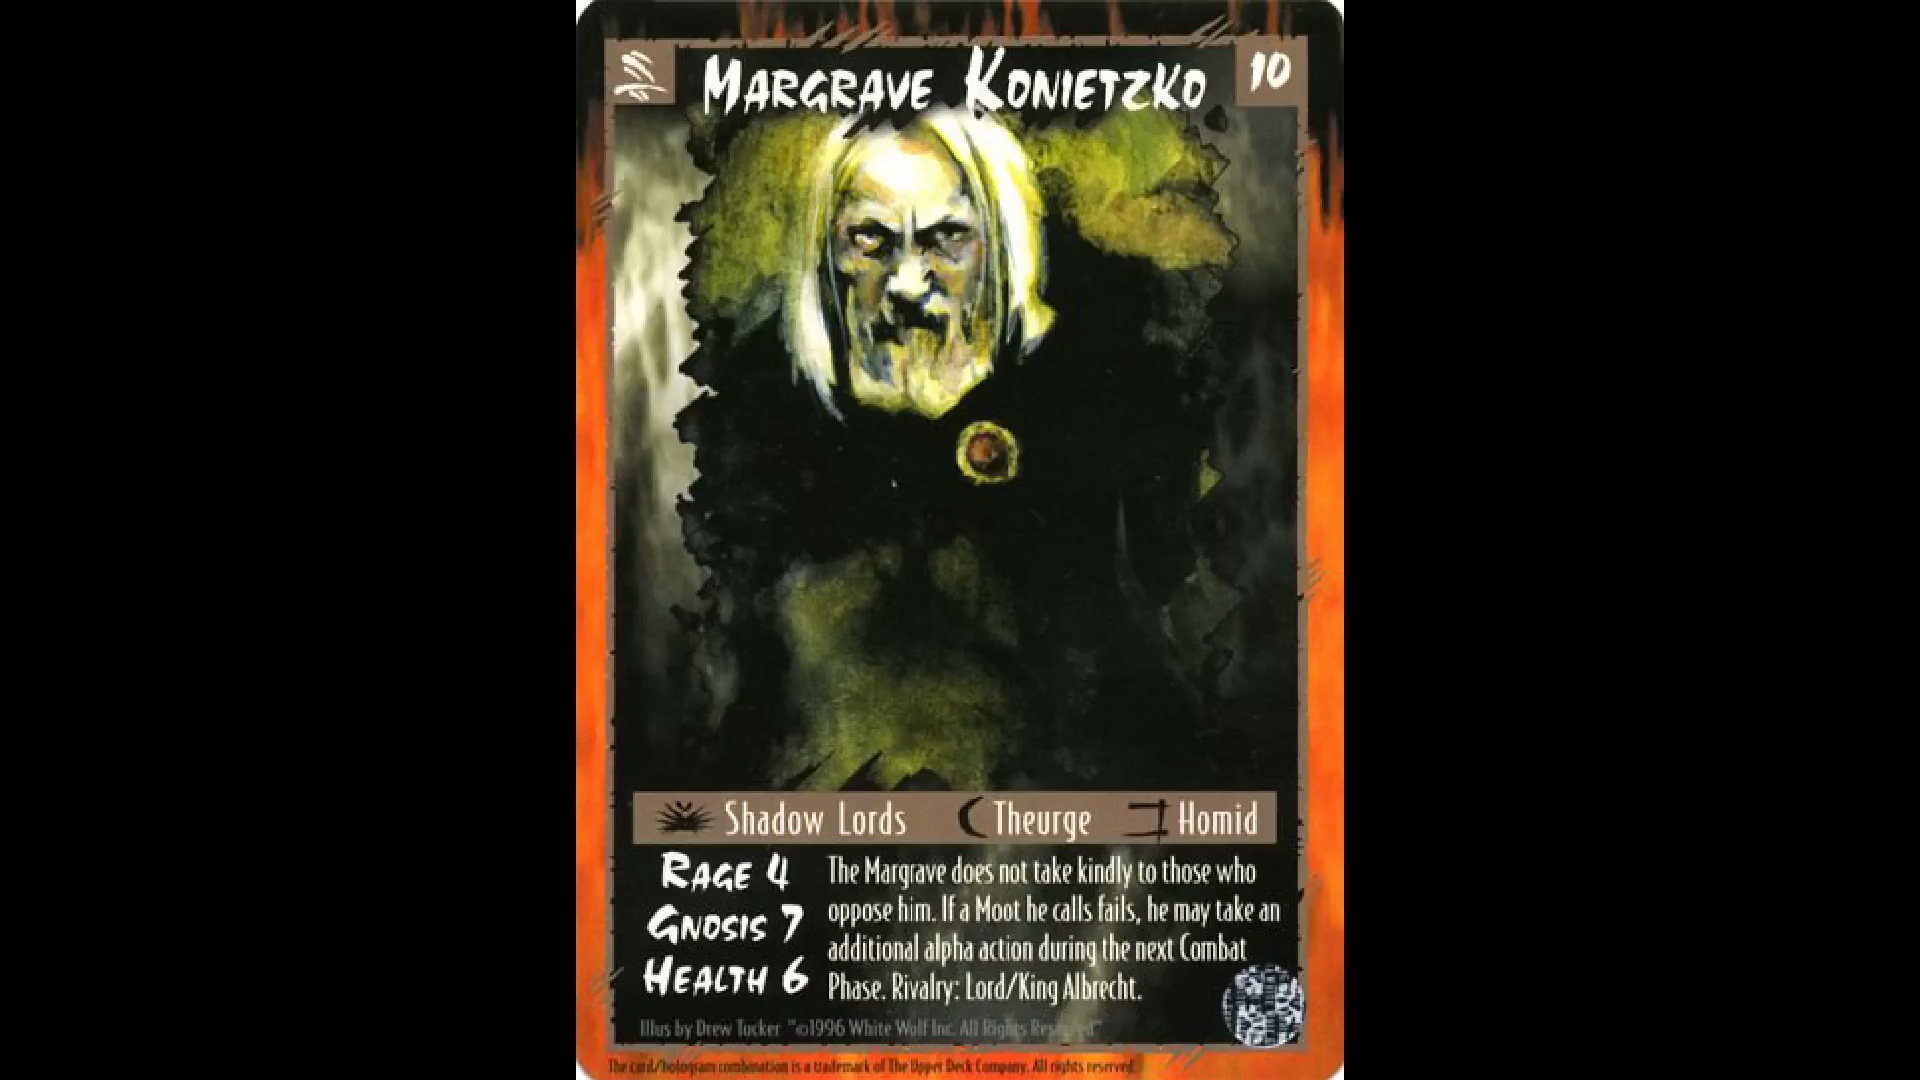 Margrave Konietzko
10
Shadow Lords Theurge Homid
Rage 4
Gnosis 7
Health 6
The Margrave does not take kindly to those who
oppose him. If a Moot he calls fails, he may take an
additional alpha action during the next Combat
Phase. Rivalry: Lord/King Albrecht.
Illus by Drew Tucker "©1996 White Wolf Inc. All Rights Reserved"
The card/hologram combination is a trademark of The Upper Deck Company. All rights reserved.